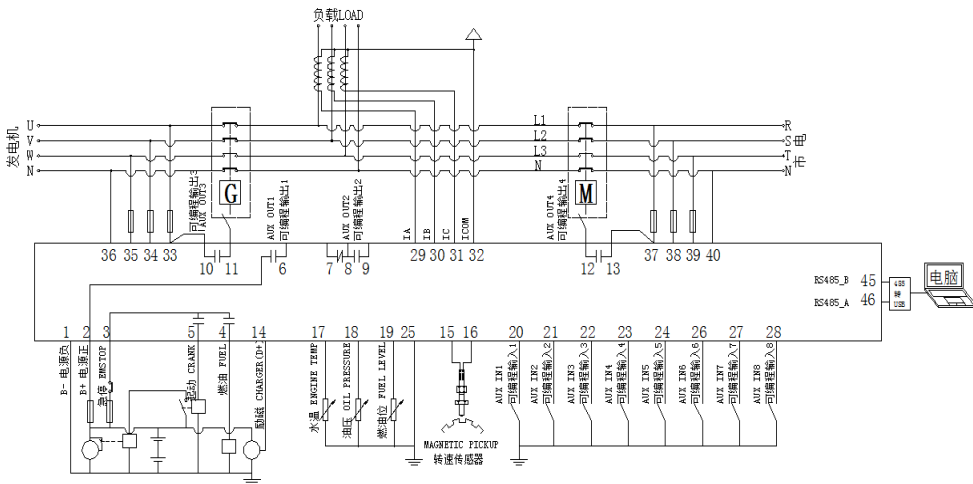 负载LOAD
发电机
U
V
W
N
L1
L2
L3
N
R
S
T
N
市电
G
M
可编程输出3
AUX OUT3
AUX OUT1
可编程输出1
AUX OUT2
可编程输出2
IA
IB
IC
ICOM
AUX OUT4
可编程输出4
36 35 34 33 10 11 6 7 8 9 29 30 31 32 12 13 37 38 39 40
RS485_B 45
RS485_A 46
485
转
USB
电脑
1 2 3 5 4 14 17 18 19 25 15 16 20 21 22 23 24 26 27 28
B- 电源负
B+ 电源正
急停 EMSTOP
起动 CRANK
燃油 FUEL
励磁 CHARGER(D+)
水温 ENGINE TEMP
油压 OIL PRESSURE
燃油位 FUEL LEVEL
MAGNETIC PICKUP
转速传感器
AUX IN1
可编程输入1
AUX IN2
可编程输入2
AUX IN3
可编程输入3
AUX IN4
可编程输入4
AUX IN5
可编程输入5
AUX IN6
可编程输入6
AUX IN7
可编程输入7
AUX IN8
可编程输入8